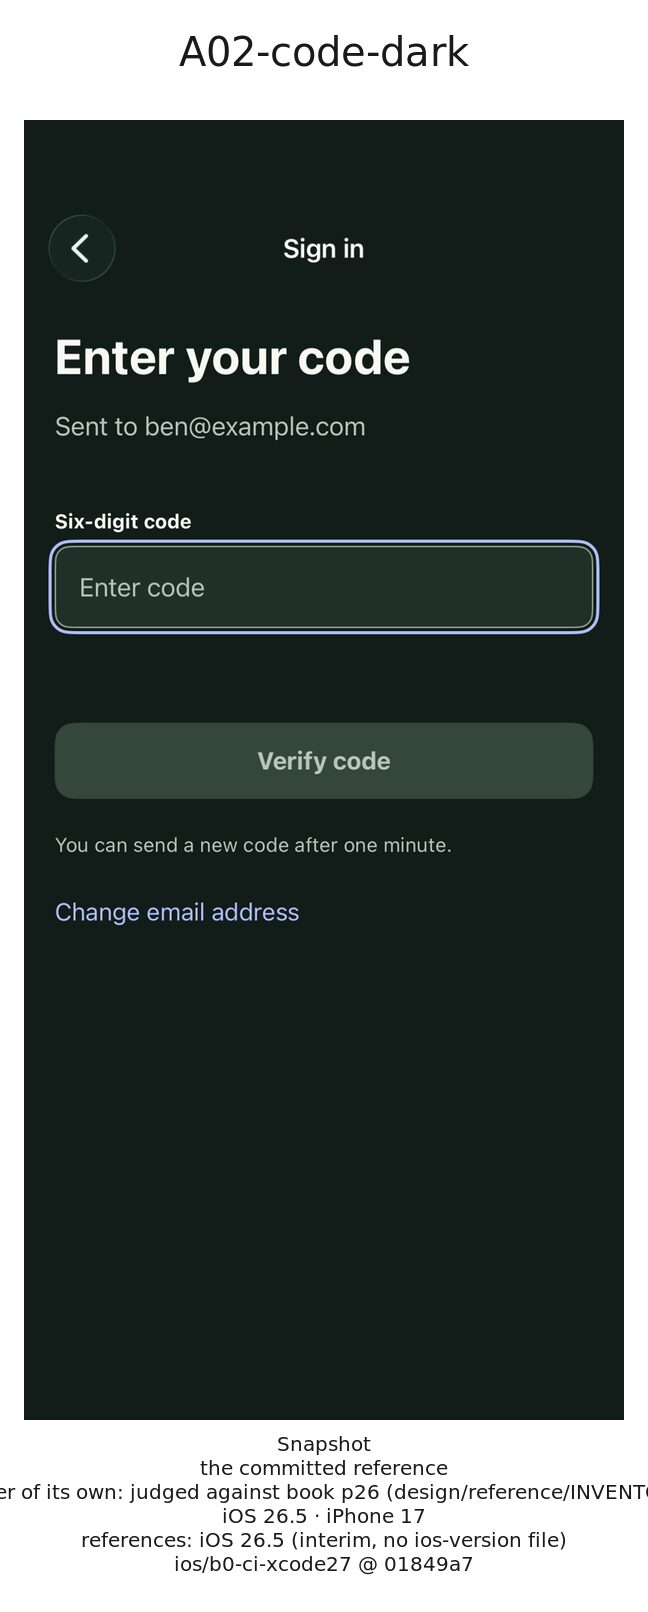 A02-code-dark
Sign in
Enter your code
Sent to ben@example.com
Six-digit code
Enter code
Verify code
You can send a new code after one minute.
Change email address
Snapshot
the committed reference
of its own: judged against book p26 (design/reference/
iOS 26.5 · iPhone 17
references: iOS 26.5 (interim, no ios-version file)
ios/b0-ci-xcode27 @ 01849a7